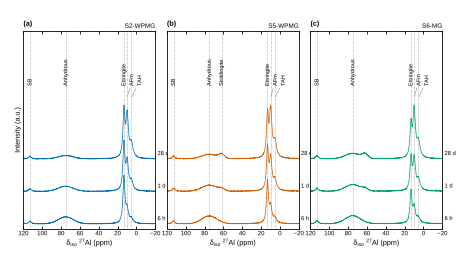 (a) S2-WPMG
(b) S5-WPMG
(c) S6-MG
SB Anhydrous Ettringite AFm TAH
SB Anhydrous Strätlingite Ettringite AFm TAH
SB Anhydrous Ettringite AFm TAH
Intensity (a.u.)
28 d 28 d 28 d
1 d 1 d 1 d
6 h 6 h 6 h
120 100 80 60 40 20 0 −20
120 100 80 60 40 20 0 −20
120 100 80 60 40 20 0 −20
δiso 27Al (ppm)
δiso 27Al (ppm)
δiso 27Al (ppm)